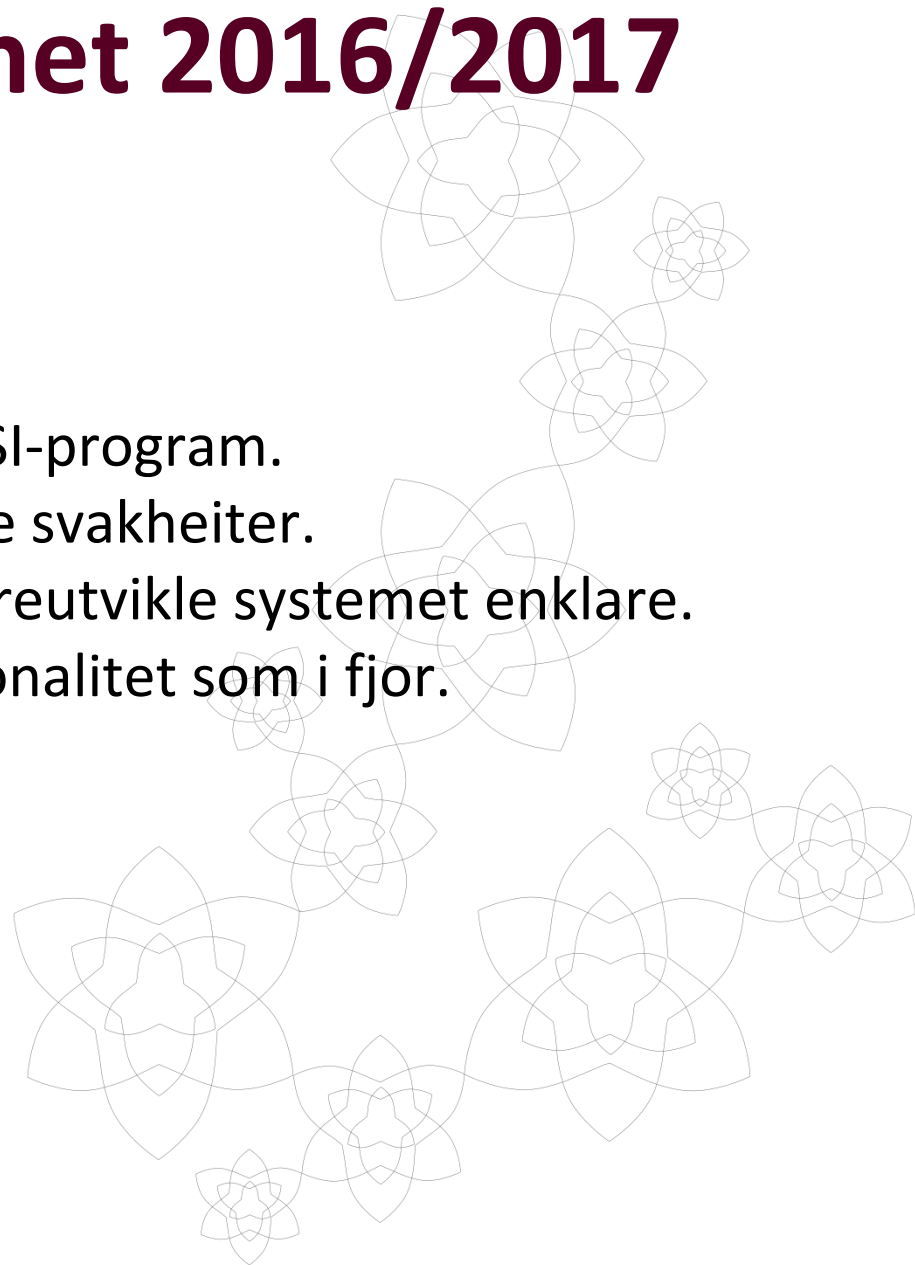 net 2016/2017
SI-program.
e svakheiter.
reutvikle systemet enklare.
onalitet som i fjor.